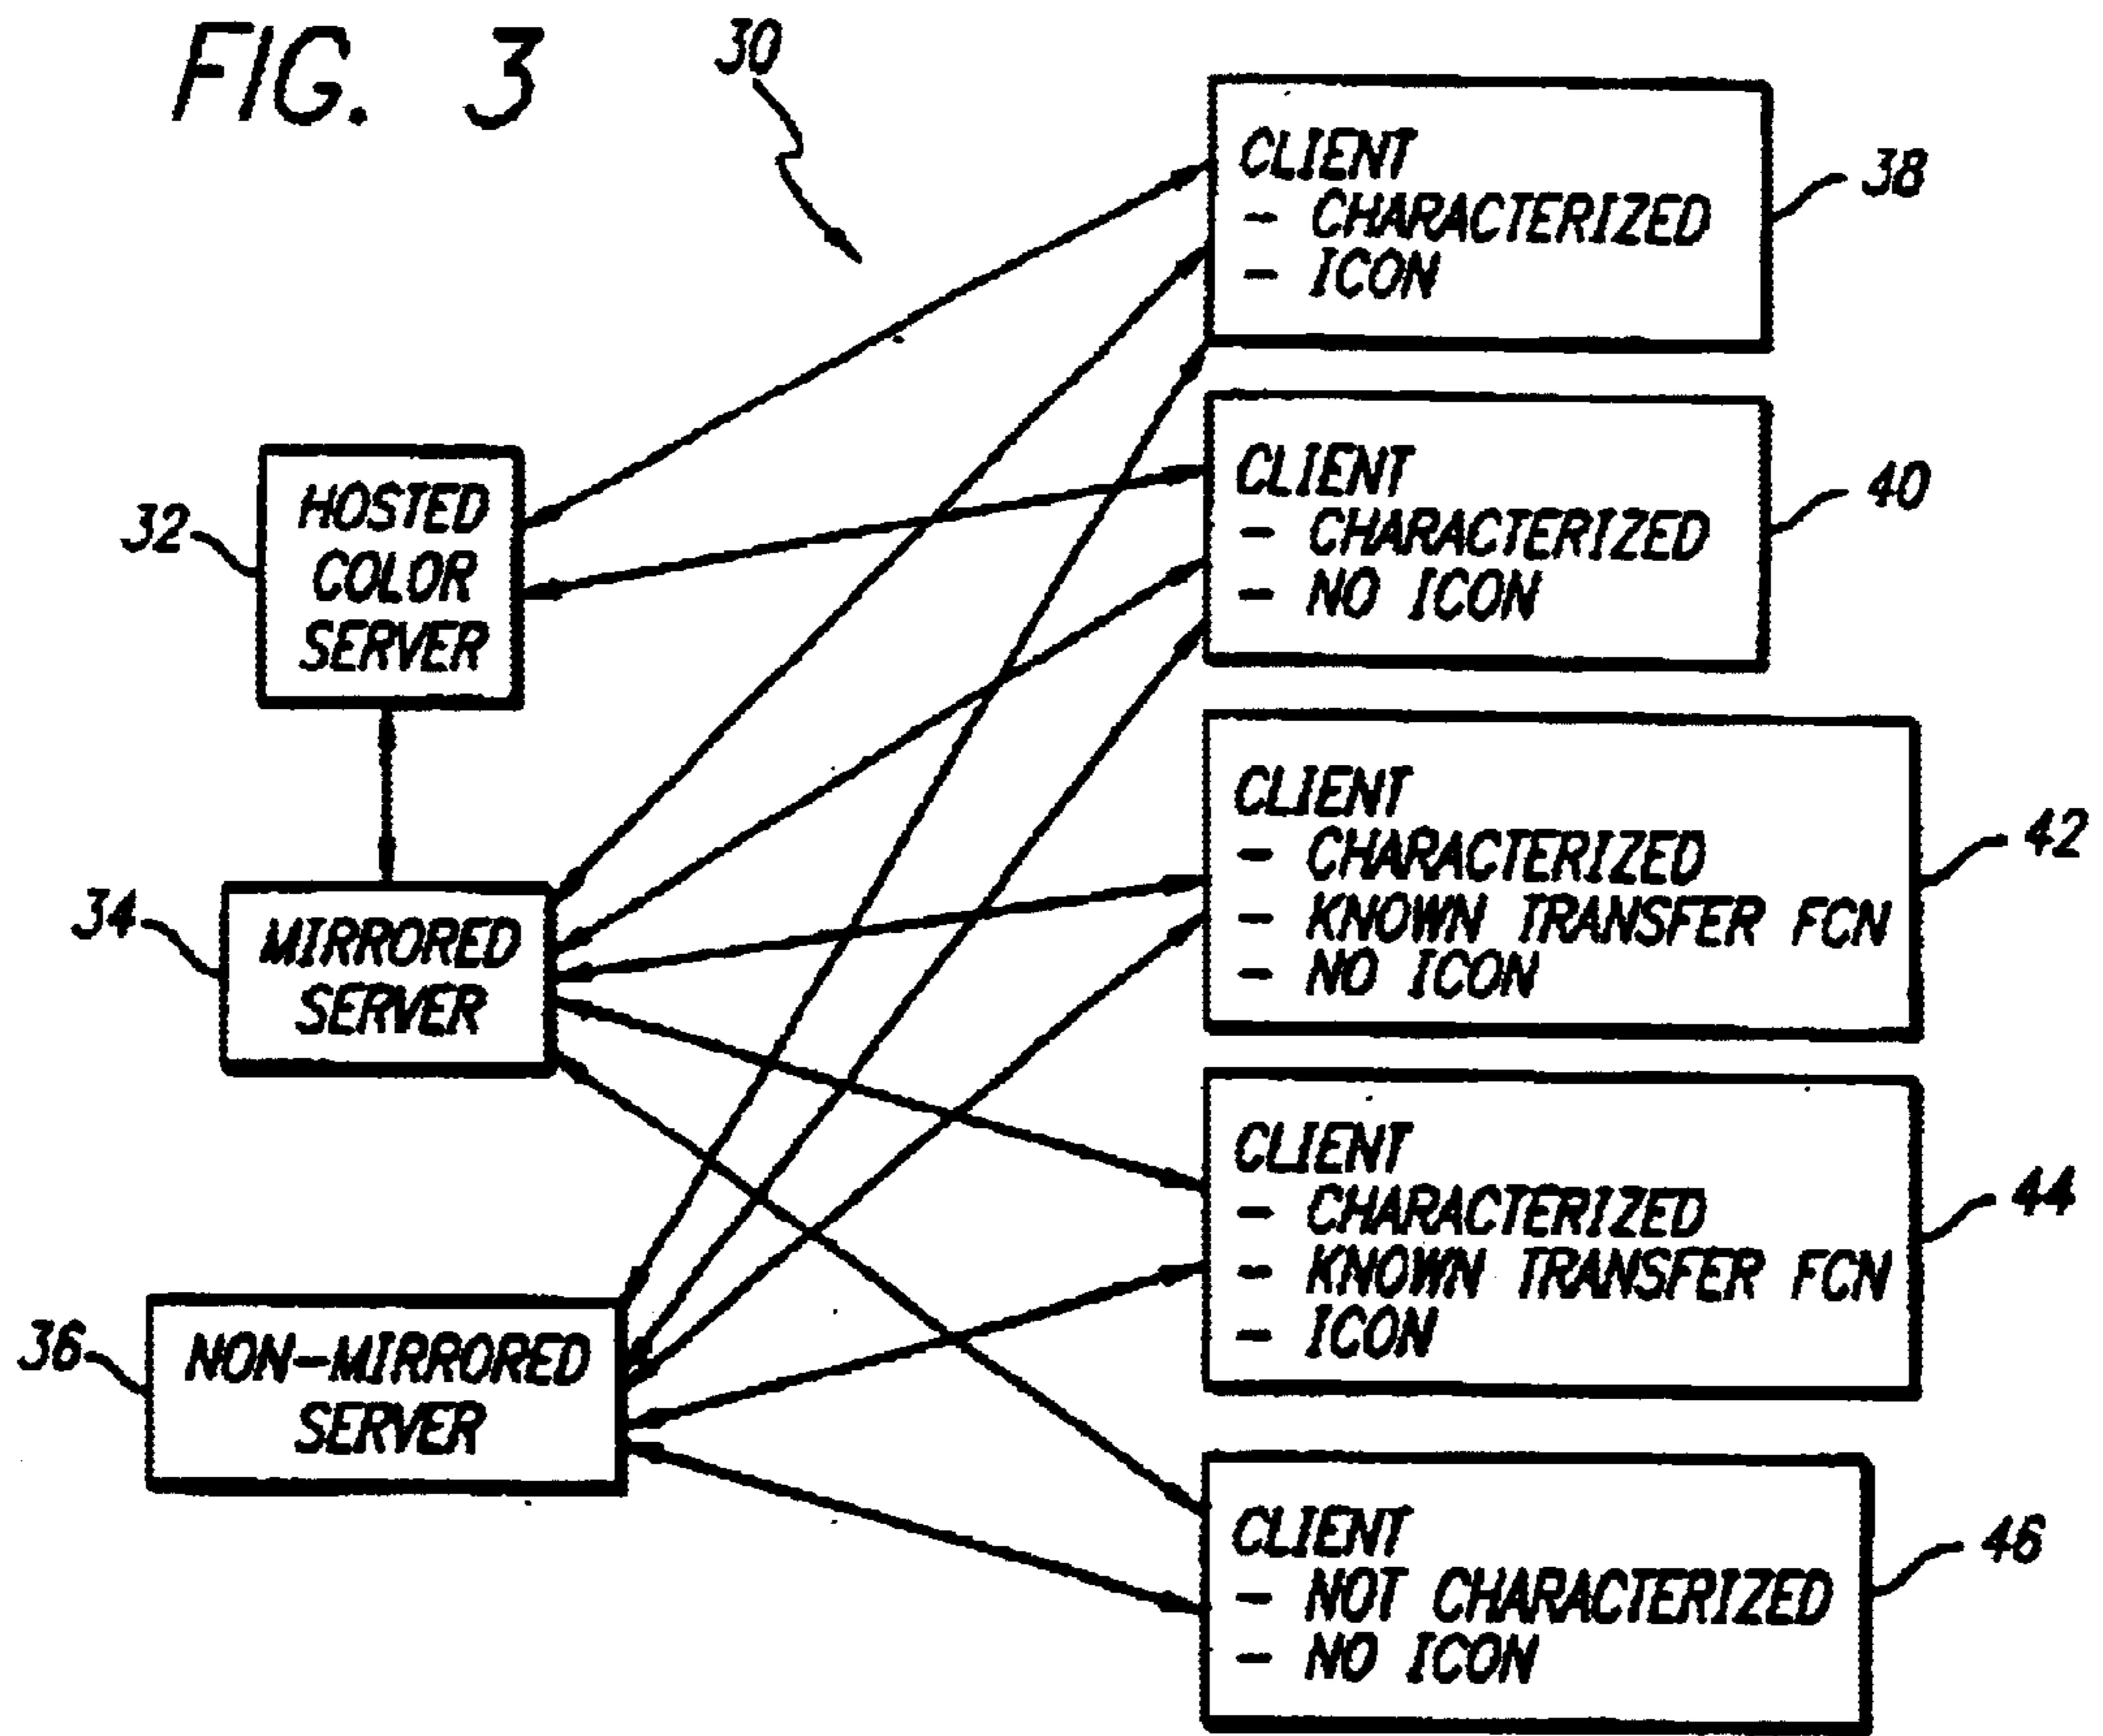 FIG. 3
30
CLIENT
- CHARACTERIZED
- ICON
38
CLIENT
- CHARACTERIZED
- NO ICON
40
32
HOSTED
COLOR
SERVER
CLIENT
- CHARACTERIZED
- KNOWN TRANSFER FCN
- NO ICON
42
34
MIRRORED
SERVER
CLIENT
- CHARACTERIZED
- KNOWN TRANSFER FCN
- ICON
44
36
NON-MIRRORED
SERVER
CLIENT
- NOT CHARACTERIZED
- NO ICON
46